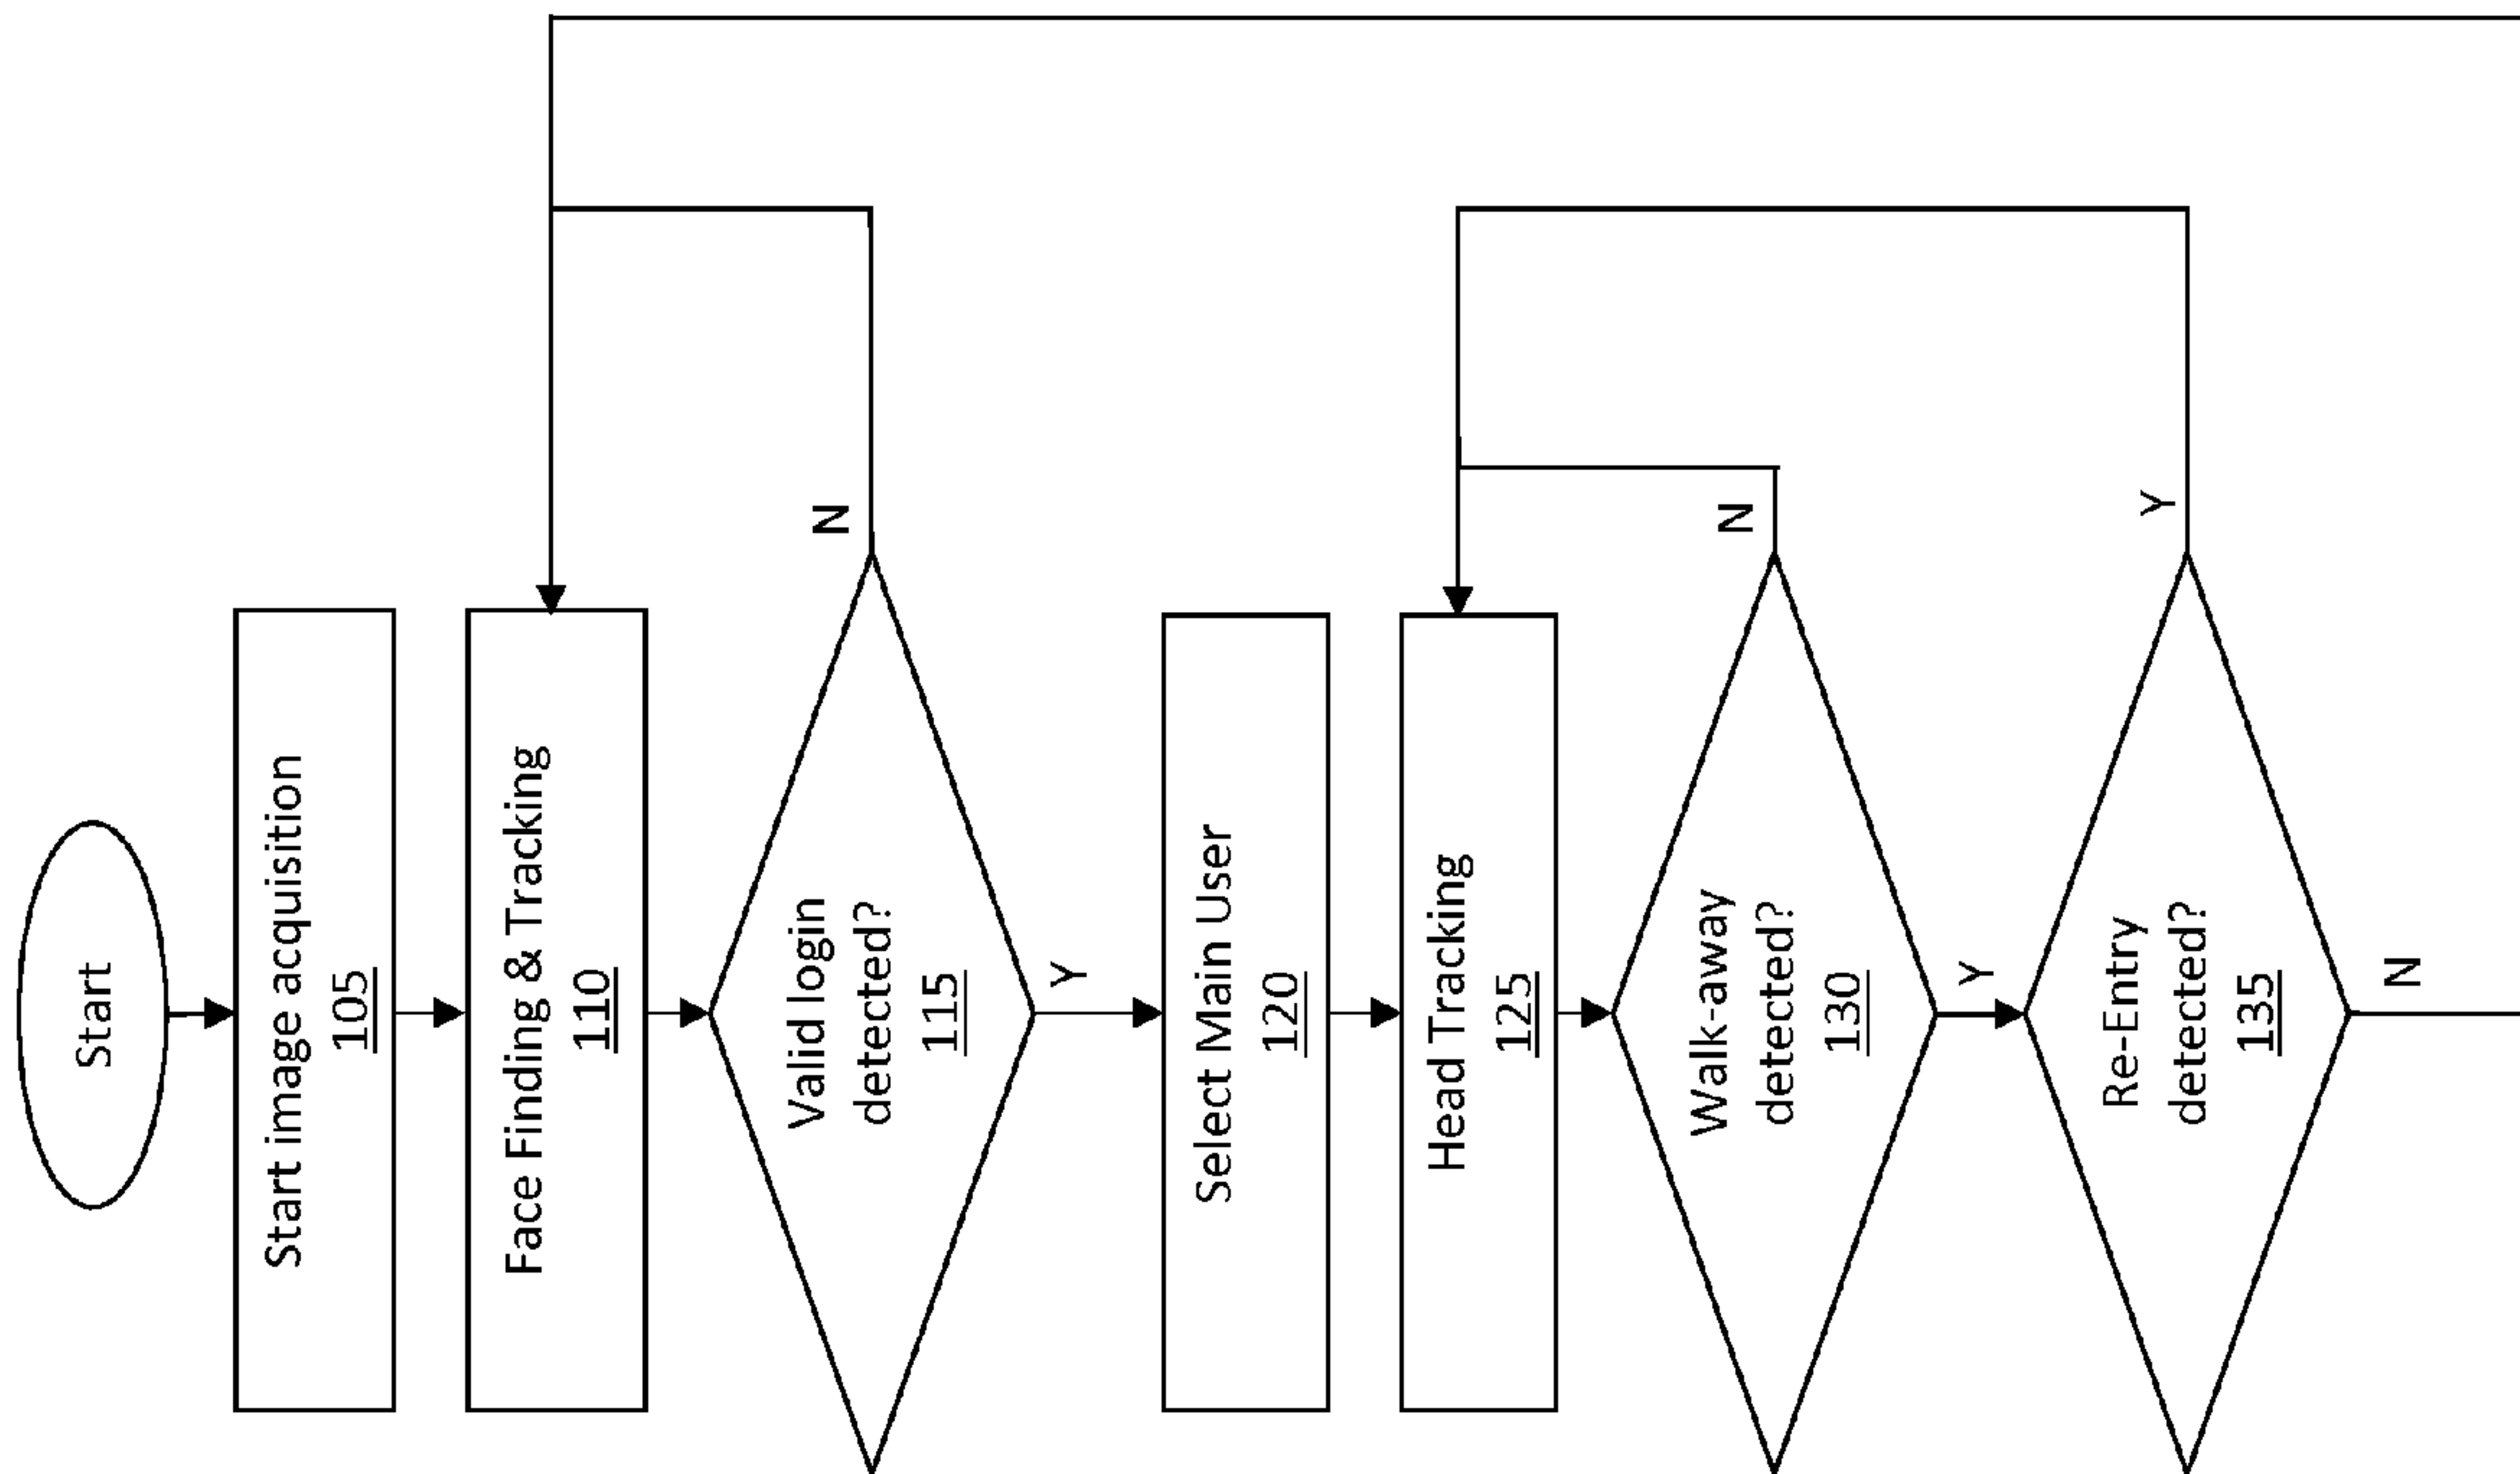 Start
Start image acquisition
105
Face Finding & Tracking
110
Valid login
detected?
115
N
Y
Select Main User
120
Head Tracking
125
Walk-away
detected?
130
N
Y
Re-Entry
detected?
135
Y
N